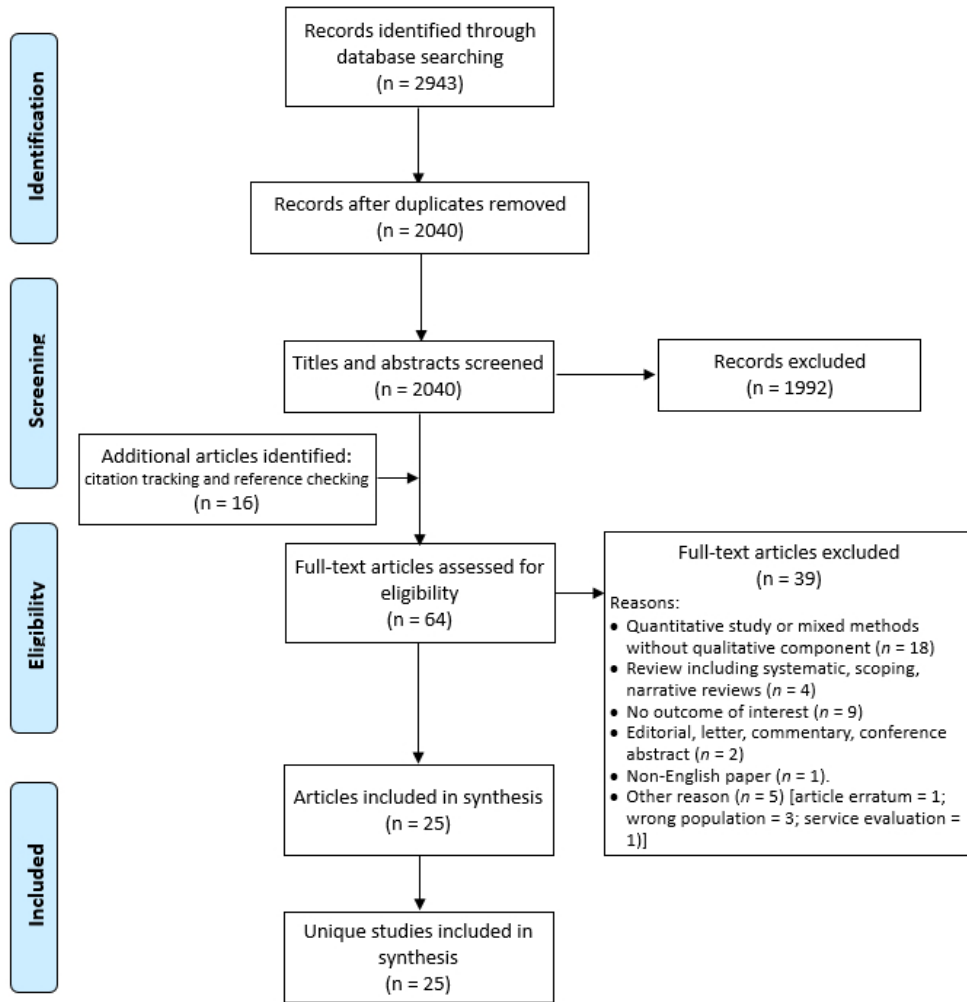 Identification
Records identified through
database searching
(n = 2943)
Records after duplicates removed
(n = 2040)
Screening
Titles and abstracts screened
(n = 2040)
Records excluded
(n = 1992)
Additional articles identified:
citation tracking and reference checking
(n = 16)
Eligibility
Full-text articles assessed for
eligibility
(n = 64)
Full-text articles excluded
(n = 39)
Reasons:
• Quantitative study or mixed methods
without qualitative component (n = 18)
• Review including systematic, scoping,
narrative reviews (n = 4)
• No outcome of interest (n = 9)
• Editorial, letter, commentary, conference
abstract (n = 2)
• Non-English paper (n = 1).
• Other reason (n = 5) [article erratum = 1;
wrong population = 3; service evaluation =
1)]
Included
Articles included in synthesis
(n = 25)
Unique studies included in
synthesis
(n = 25)